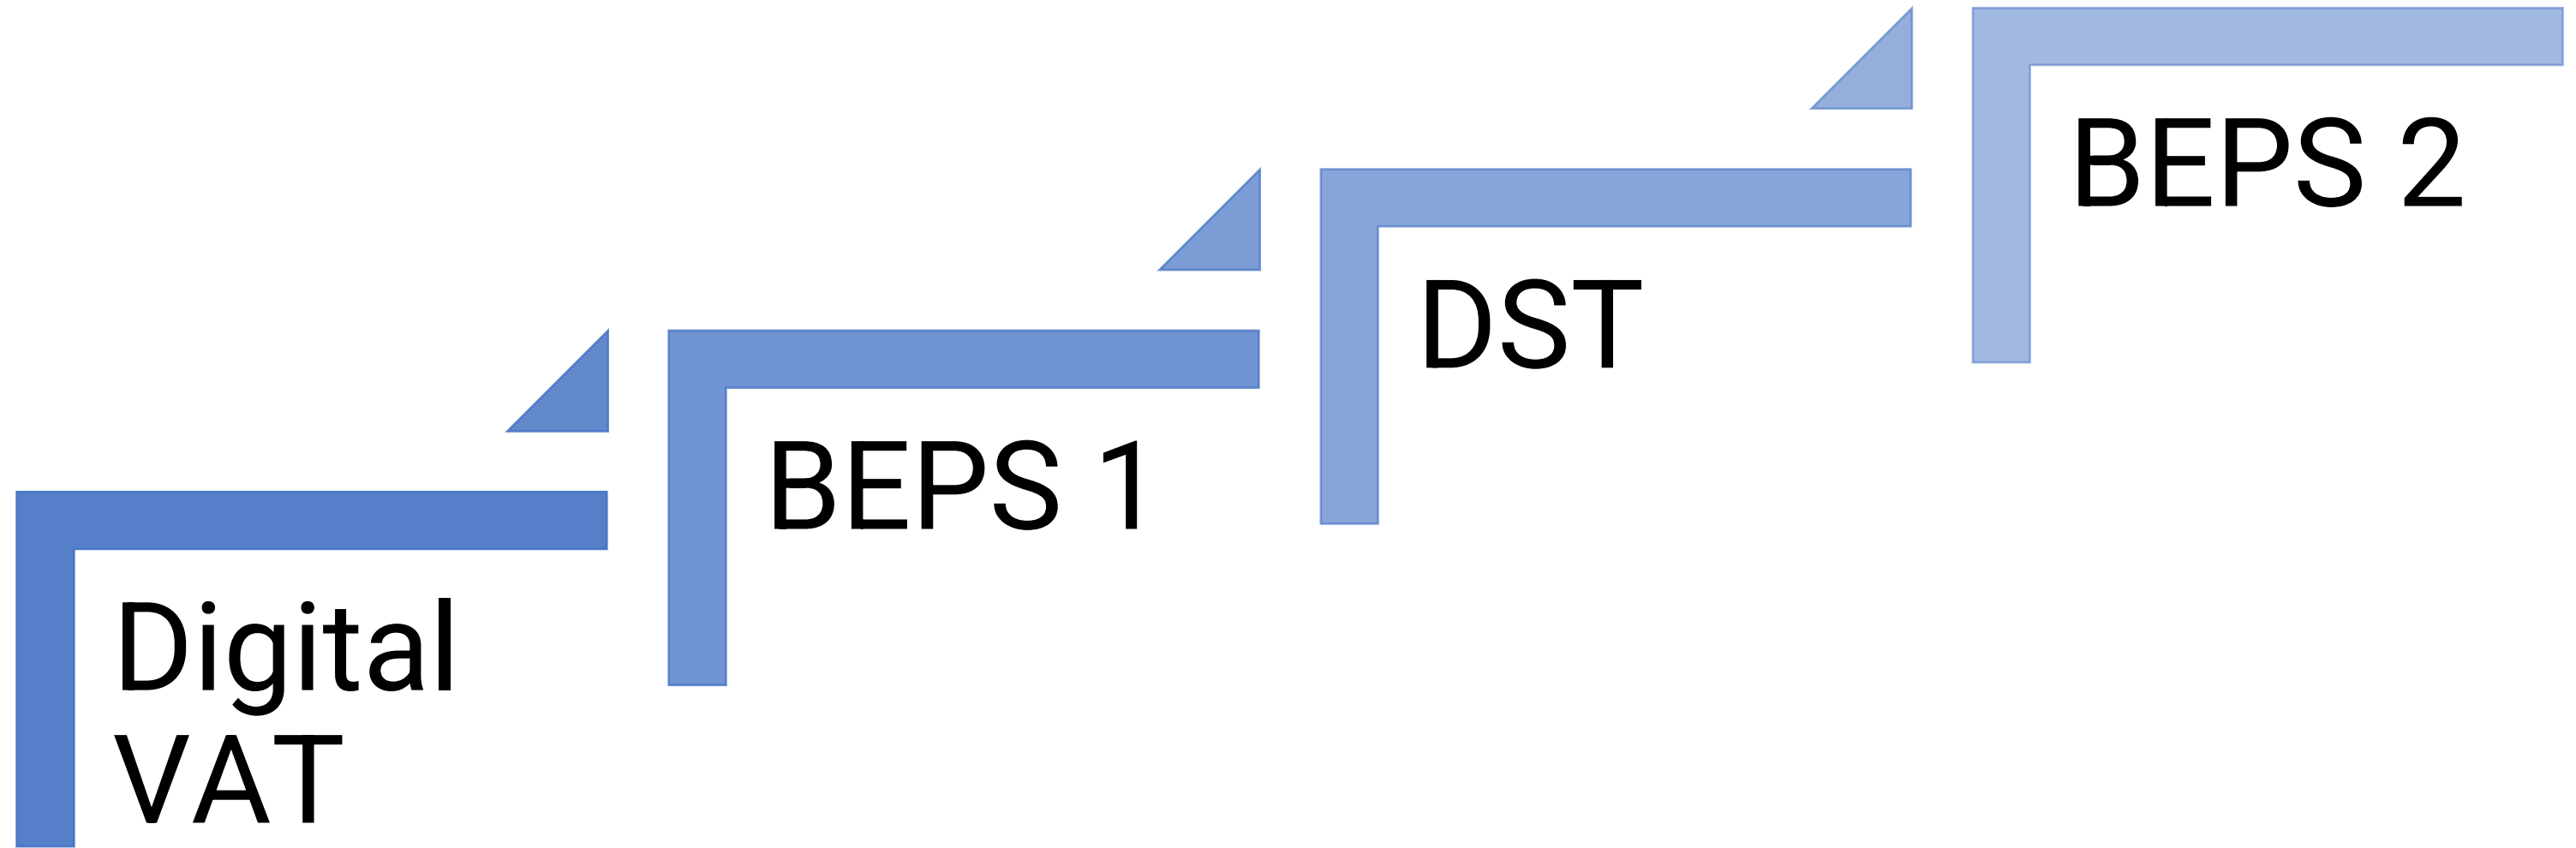 Digital
VAT
BEPS 1
DST
BEPS 2